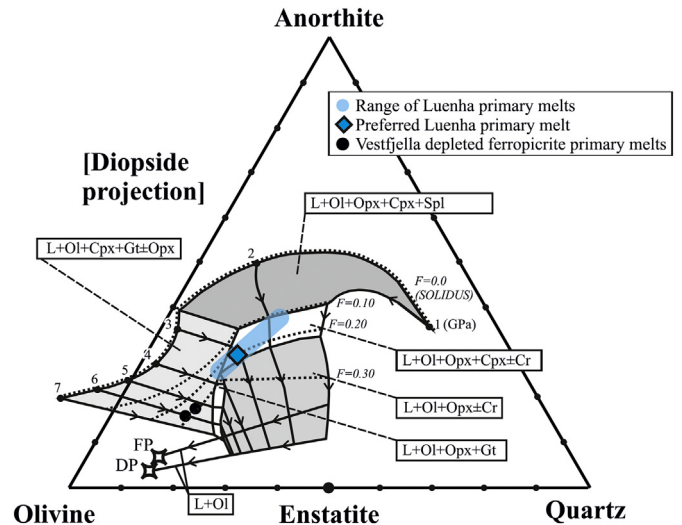 Anorthite
Range of Luenha primary melts
Preferred Luenha primary melt
Vestfjella depleted ferropicrite primary melts
[Diopside
projection]
L+Ol+Opx+Cpx+Spl
L+Ol+Cpx+Gt±Opx
2
F=0.0
(SOLIDUS)
F=0.10
3
F=0.20
1 (GPa)
4
L+Ol+Opx+Cpx±Cr
5
F=0.30
6
7
L+Ol+Opx±Cr
FP
L+Ol+Opx+Gt
DP
L+Ol
Olivine
Enstatite
Quartz